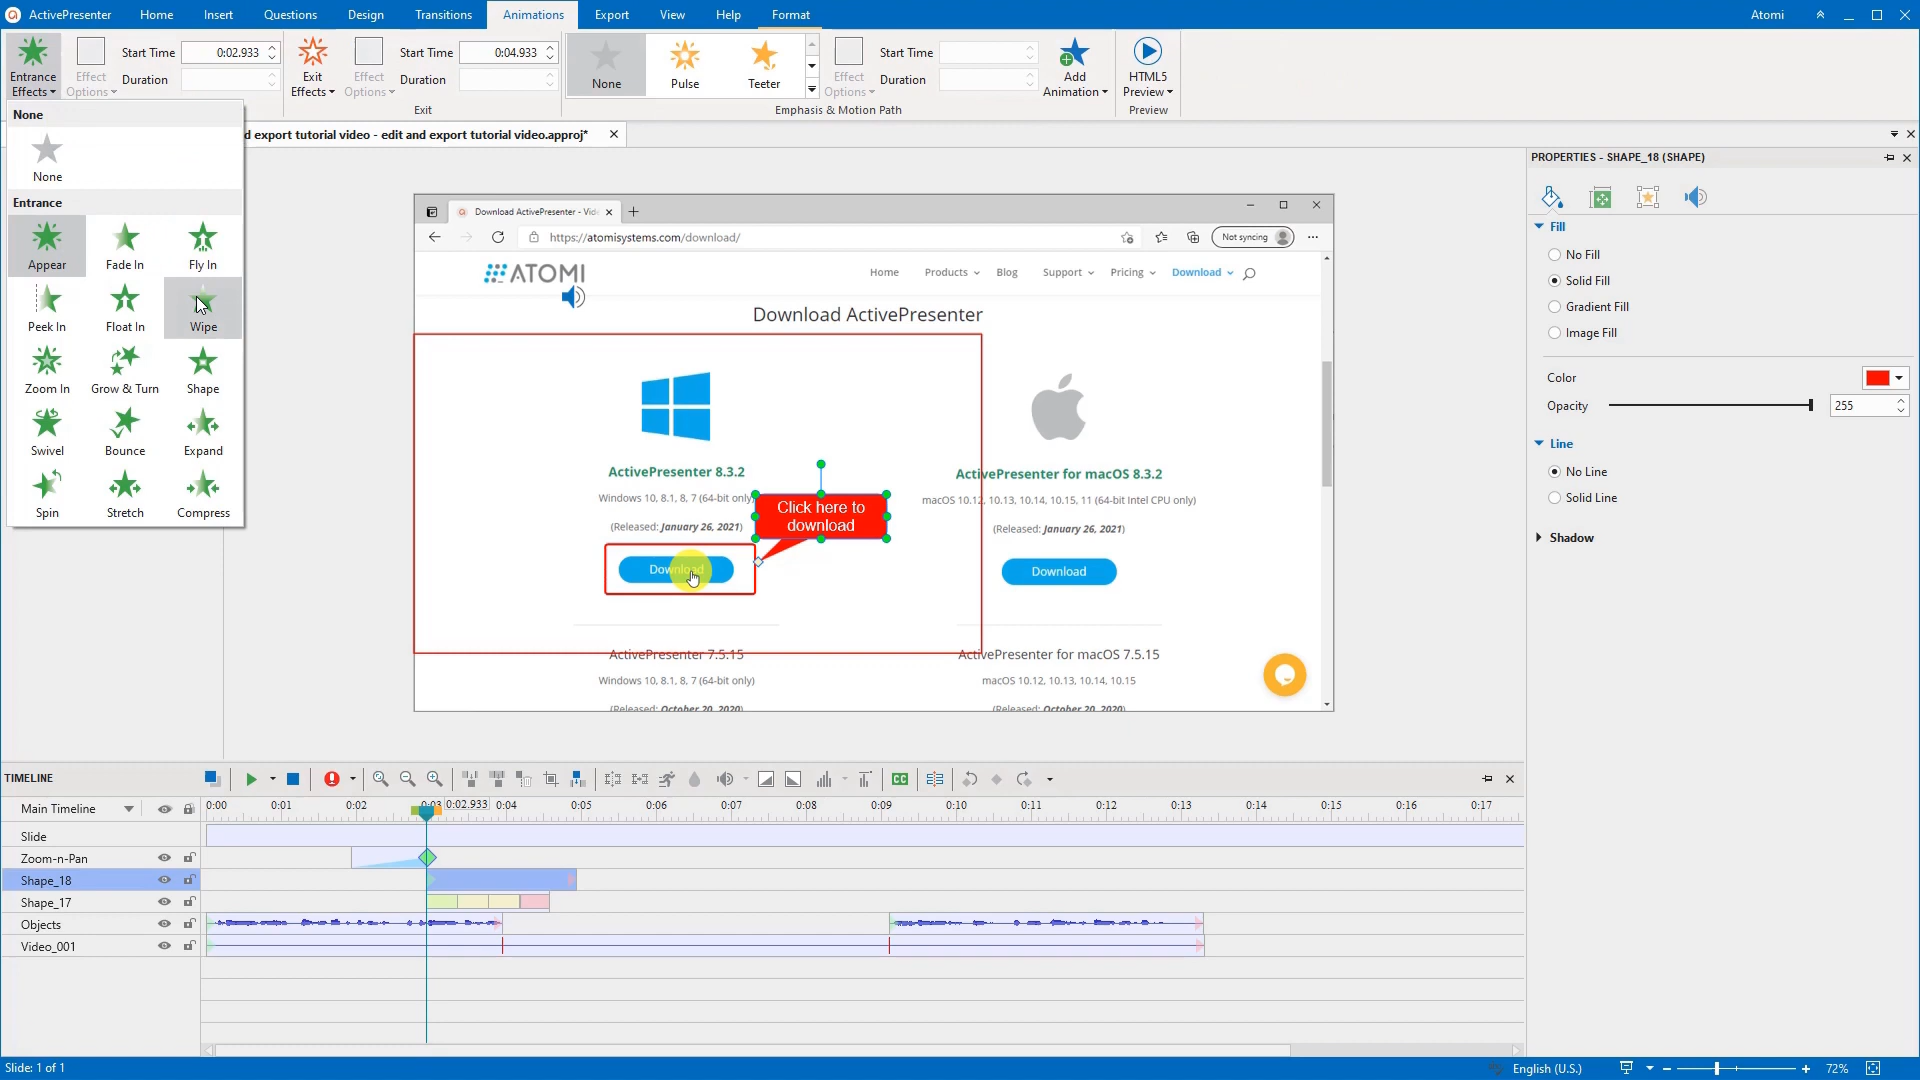 ActivePresenter Home Insert Questions Design Transitions Animations Export View Help Format Atomi
Entrance Effects
Effect Options
Start Time 0:02.933
Duration
Exit Effects
Effect Options
Start Time 0:04.933
Duration
Exit
None Pulse Teeter
Effect Options
Start Time
Duration
Emphasis & Motion Path
Add Animation
HTML5 Preview
Preview
None
None
Entrance
Appear Fade In Fly In
Peek In Float In Wipe
Zoom In Grow & Turn Shape
Swivel Bounce Expand
Spin Stretch Compress
d export tutorial video - edit and export tutorial video.approj*
Download ActivePresenter - Vid
https://atomisystems.com/download/
Not syncing
ATOMI
Home Products Blog Support Pricing Download
Download ActivePresenter
ActivePresenter 8.3.2
Windows 10, 8.1, 8, 7 (64-bit only)
(Released: January 26, 2021)
Download
Click here to
download
ActivePresenter for macOS 8.3.2
macOS 10.12, 10.13, 10.14, 10.15, 11 (64-bit Intel CPU only)
(Released: January 26, 2021)
Download
ActivePresenter 7.5.15
Windows 10, 8.1, 8, 7 (64-bit only)
(Released: October 20, 2020)
ActivePresenter for macOS 7.5.15
macOS 10.12, 10.13, 10.14, 10.15
(Released: October 20, 2020)
PROPERTIES - SHAPE_18 (SHAPE)
Fill
No Fill
Solid Fill
Gradient Fill
Image Fill
Color
Opacity 255
Line
No Line
Solid Line
Shadow
TIMELINE
CC
Main Timeline
0:00 0:01 0:02 0:03 0:02.933 0:04 0:05 0:06 0:07 0:08 0:09 0:10 0:11 0:12 0:13 0:14 0:15 0:16 0:17
Slide
Zoom-n-Pan
Shape_18
Shape_17
Objects
Video_001
Slide: 1 of 1
English (U.S.)
72%